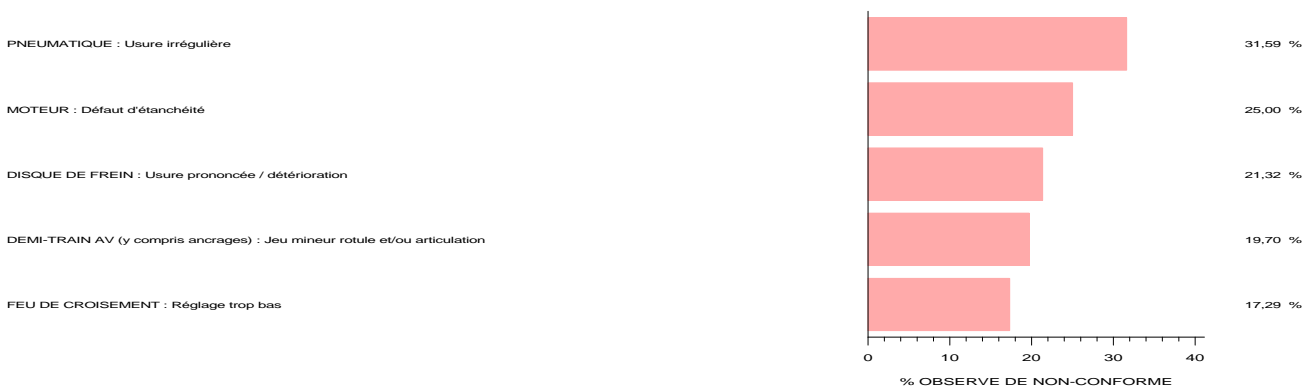 PNEUMATIQUE : Usure irrégulière 31,59 %
MOTEUR : Défaut d'étanchéité 25,00 %
DISQUE DE FREIN : Usure prononcée / détérioration 21,32 %
DEMI-TRAIN AV (y compris ancrages) : Jeu mineur rotule et/ou articulation 19,70 %
FEU DE CROISEMENT : Réglage trop bas 17,29 %
0 10 20 30 40
% OBSERVE DE NON-CONFORME